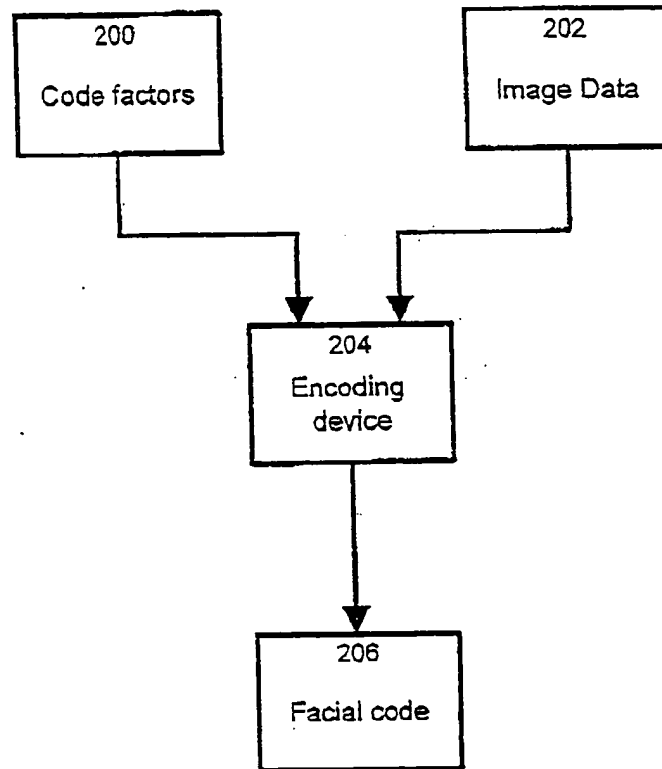 200
Code factors
202
Image Data
204
Encoding
device
206
Facial code